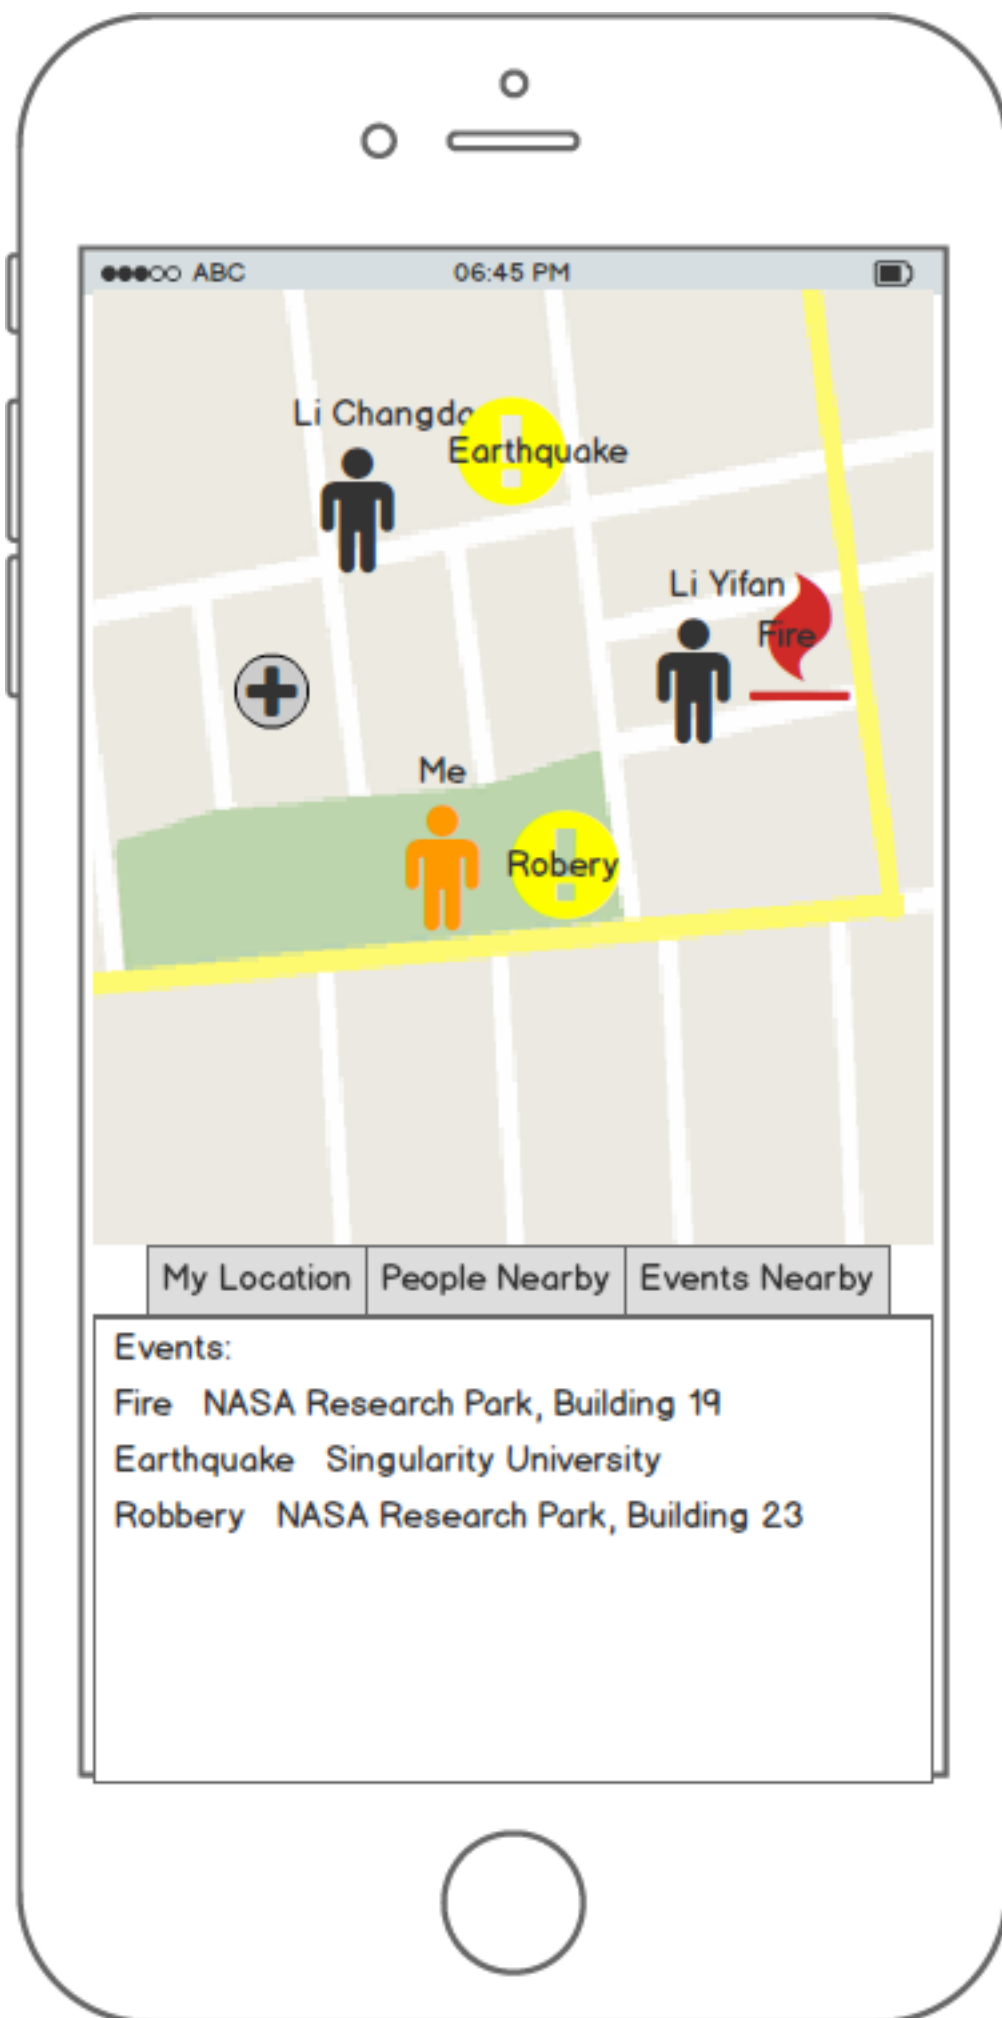 ABC 06:45 PM
Li Changda
Earthquake
Li Yifan
Fire
Me
Robery
My Location People Nearby Events Nearby
Events:
Fire NASA Research Park, Building 19
Earthquake Singularity University
Robbery NASA Research Park, Building 23